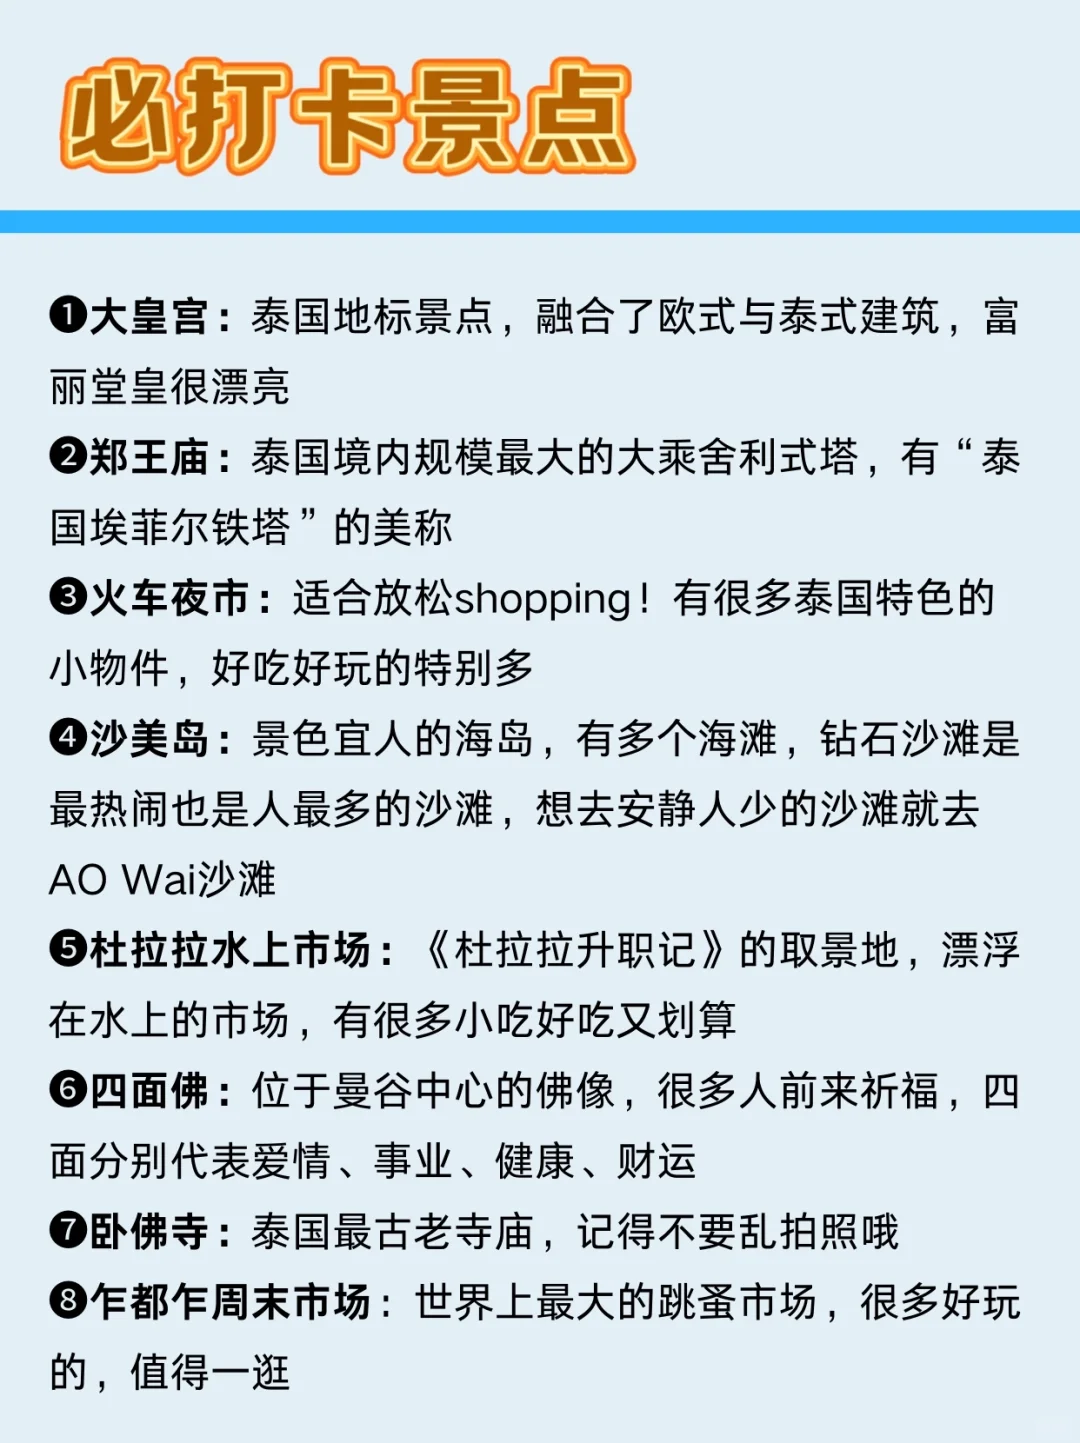 必打卡景点
❶大皇宫：泰国地标景点，融合了欧式与泰式建筑，富
丽堂皇很漂亮
❷郑王庙：泰国境内规模最大的大乘舍利式塔，有“泰
国埃菲尔铁塔”的美称
❸火车夜市：适合放松shopping！有很多泰国特色的
小物件，好吃好玩的特别多
❹沙美岛：景色宜人的海岛，有多个海滩，钻石沙滩是
最热闹也是人最多的沙滩，想去安静人少的沙滩就去
AO Wai沙滩
❺杜拉拉水上市场：《杜拉拉升职记》的取景地，漂浮
在水上的市场，有很多小吃好吃又划算
❻四面佛：位于曼谷中心的佛像，很多人前来祈福，四
面分别代表爱情、事业、健康、财运
❼卧佛寺：泰国最古老寺庙，记得不要乱拍照哦
❽乍都乍周末市场：世界上最大的跳蚤市场，很多好玩
的，值得一逛